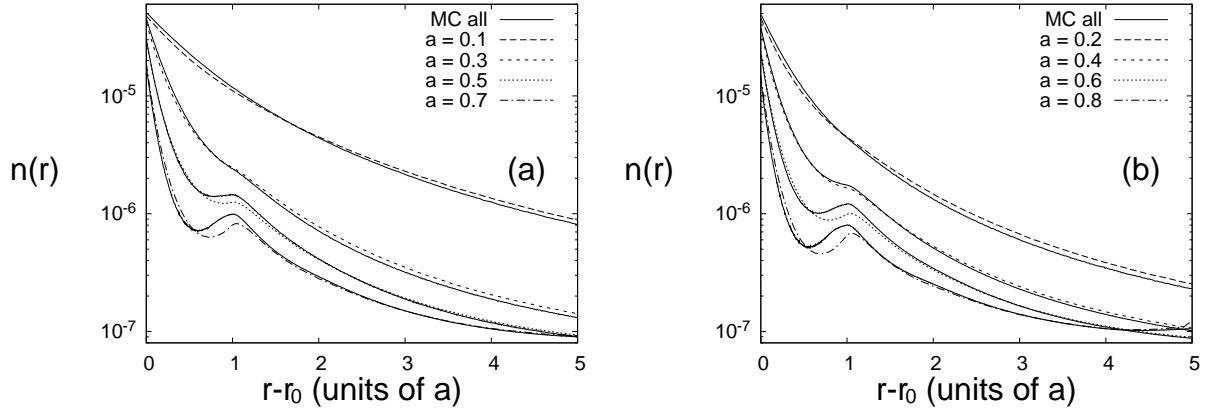 MC all
a = 0.1
a = 0.3
a = 0.5
a = 0.7
10^-5
10^-6
10^-7
n(r)
(a)
0 1 2 3 4 5
r-r₀ (units of a)
MC all
a = 0.2
a = 0.4
a = 0.6
a = 0.8
10^-5
10^-6
10^-7
n(r)
(b)
0 1 2 3 4 5
r-r₀ (units of a)